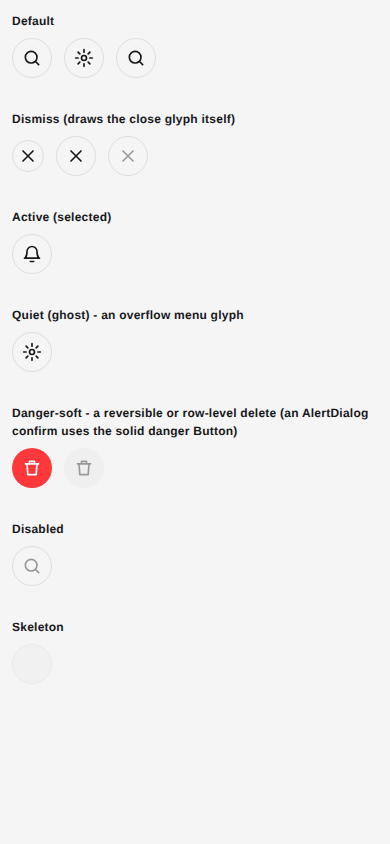 Default
Dismiss (draws the close glyph itself)
Active (selected)
Quiet (ghost) - an overflow menu glyph
Danger-soft - a reversible or row-level delete (an AlertDialog
confirm uses the solid danger Button)
Disabled
Skeleton